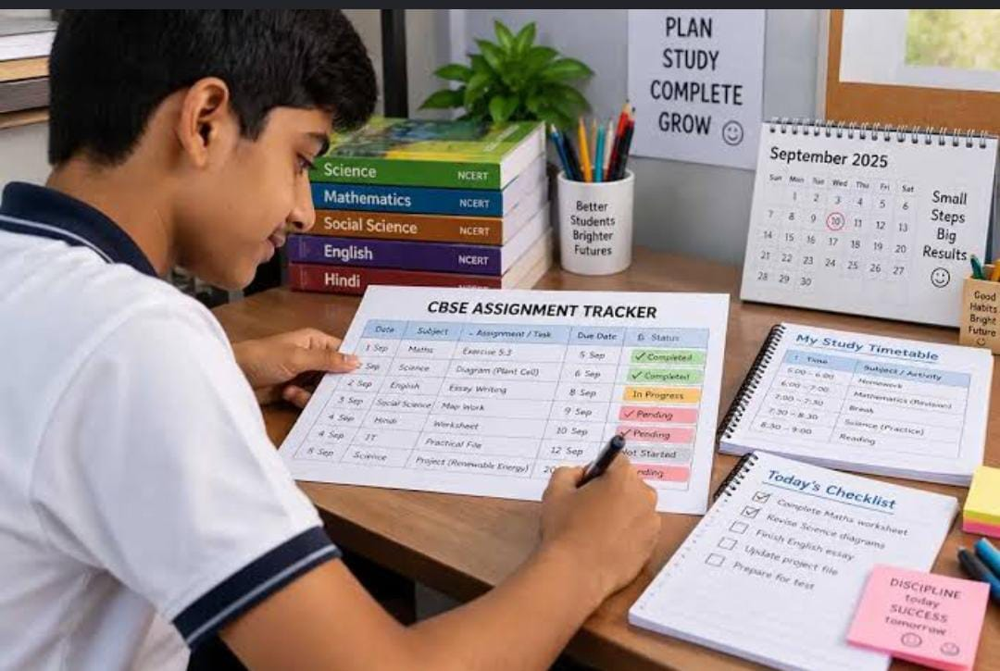 PLAN
STUDY
COMPLETE
GROW
Science NCERT
Mathematics NCERT
Social Science NCERT
English NCERT
Hindi
Better
Students
Brighter
Futures
September 2025
Sun Mon Tue Wed Thu Fri Sat
1 2 3 4 5 6
7 8 9 10 11 12 13
14 15 16 17 18 19 20
21 22 23 24 25 26 27
28 29 30
Small
Steps
Big
Results
Good
Habits
Bright
Future
CBSE ASSIGNMENT TRACKER
Date Subject Assignment / Task Due Date Status
1 Sep Maths Exercise 5.3 5 Sep ✓ Completed
Sep Science Diagram (Plant Cell) 6 Sep ✓ Completed
2 Sep English Essay Writing 8 Sep In Progress
3 Sep Social Science Map Work 9 Sep ✓ Pending
4 Sep Hindi Worksheet 10 Sep ✓ Pending
4 Sep IT Practical File 12 Sep Not Started
Sep Science Project (Renewable Energy) 20 nding
My Study Timetable
Time Subject / Activity
5:00 - 6:00 Homework
6:00 - 7:00 Mathematics (Revision)
7:00 - 7:30 Break
7:30 - 8:30 Science (Practice)
8:30 - 9:00 Reading
Today's Checklist
Complete Maths worksheet
Revise Science diagrams
Finish English essay
Update project file
Prepare for test
DISCIPLINE
today
SUCCESS
tomorrow